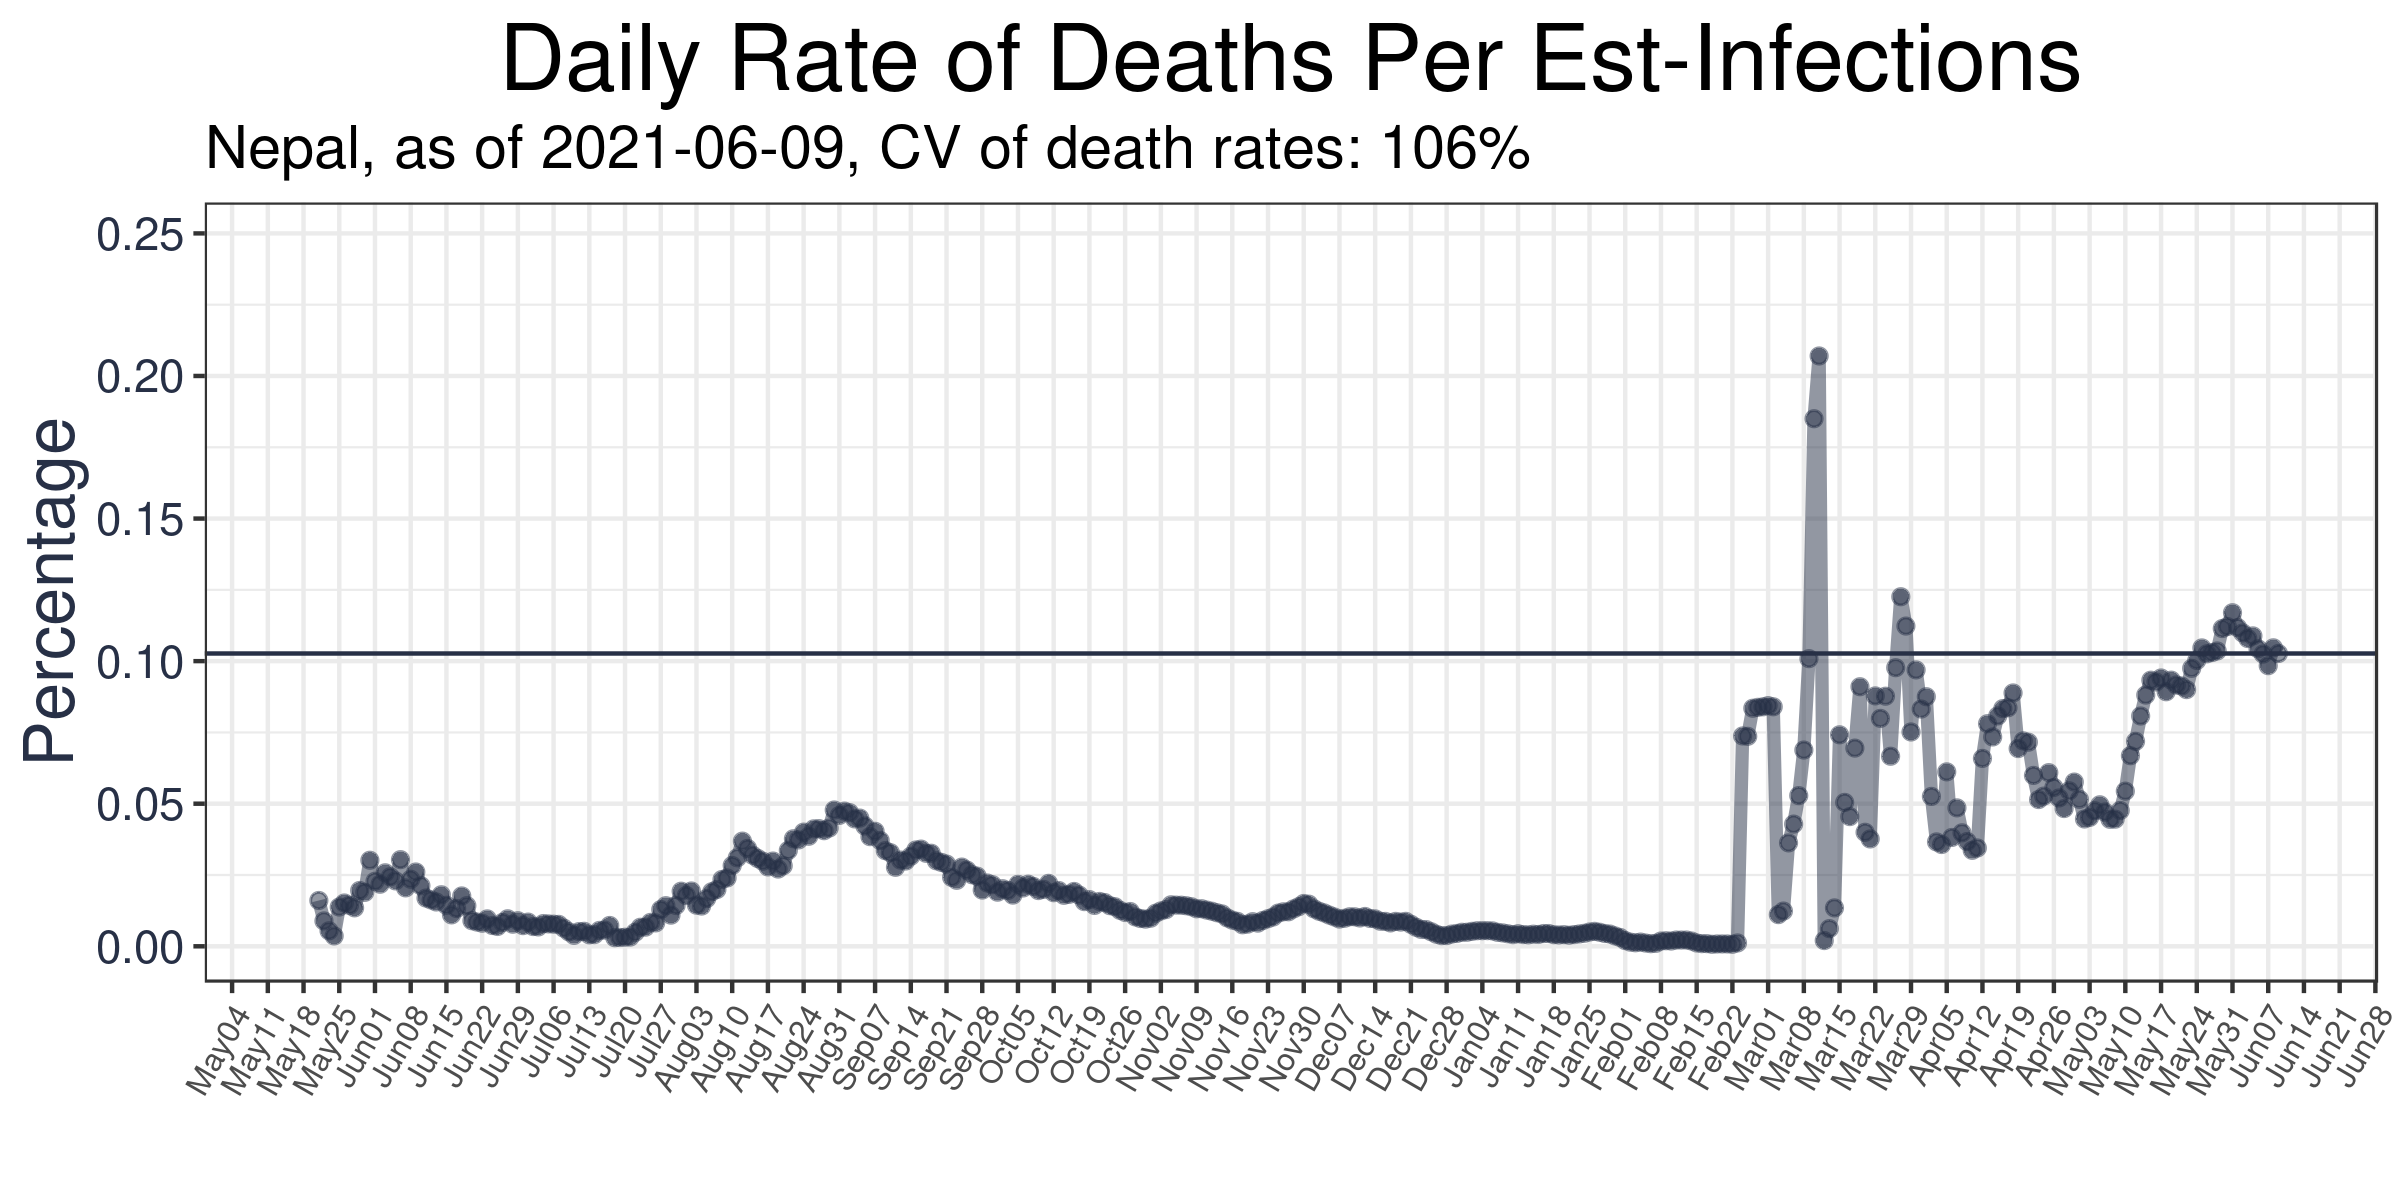 Daily Rate of Deaths Per Est-Infections
Nepal, as of 2021-06-09, CV of death rates: 106%
Percentage
0.25
0.20
0.15
0.10
0.05
0.00
May04
May11
May18
May25
Jun01
Jun08
Jun15
Jun22
Jun29
Jul06
Jul13
Jul20
Jul27
Aug03
Aug10
Aug17
Aug24
Aug31
Sep07
Sep14
Sep21
Sep28
Oct05
Oct12
Oct19
Oct26
Nov02
Nov09
Nov16
Nov23
Nov30
Dec07
Dec14
Dec21
Dec28
Jan04
Jan11
Jan18
Jan25
Feb01
Feb08
Feb15
Feb22
Mar01
Mar08
Mar15
Mar22
Mar29
Apr05
Apr12
Apr19
Apr26
May03
May10
May17
May24
May31
Jun07
Jun14
Jun21
Jun28